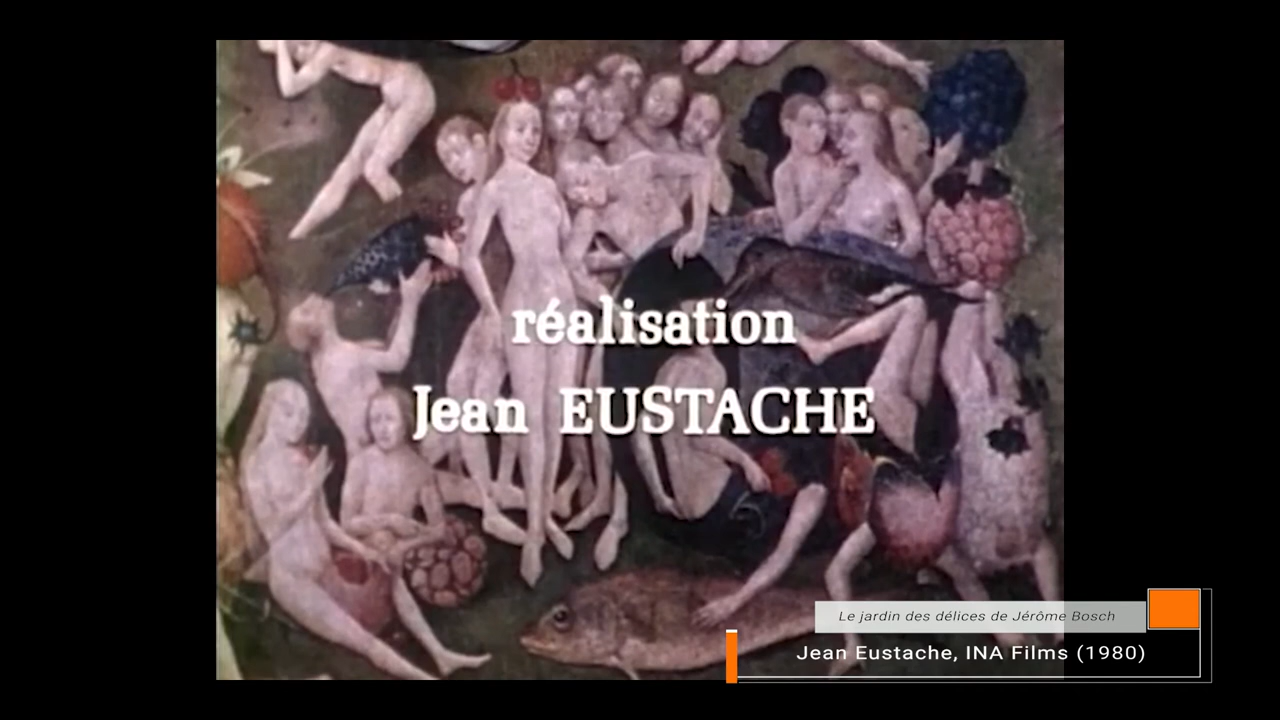 réalisation
Jean EUSTACHE
Le jardin des délices de Jérôme Bosch
Jean Eustache, INA Films (1980)